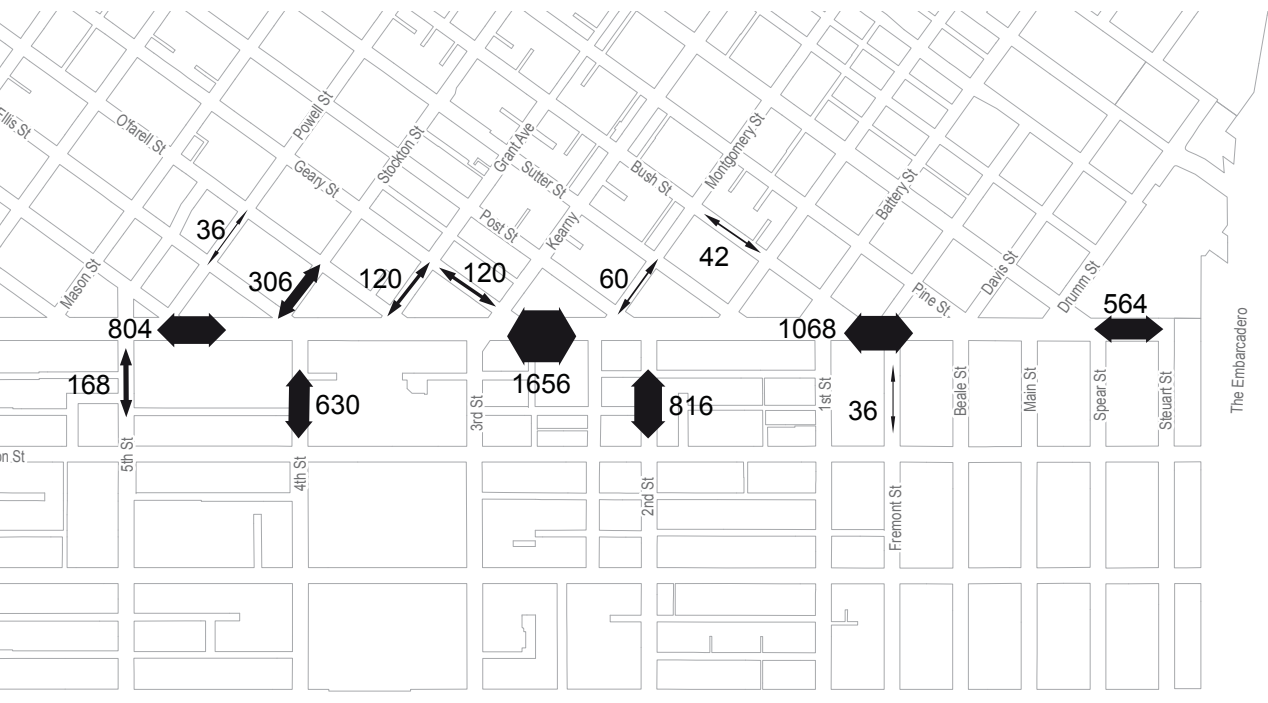 Ellis St
O'farell St
Powell St
Geary St
Stockton St
Grant Ave
Sutter St
Post St
Kearny
Bush St
Montgomery St
Battery St
Mason St
Pine St.
Davis St
Drumm St
The Embarcadero
36
306
120
120
60
42
804
1656
1068
564
168
630
816
36
3rd St
1st St
Beale St
Main St
Spear St
Steuart St
on St
5th St
4th St
2nd St
Fremont St